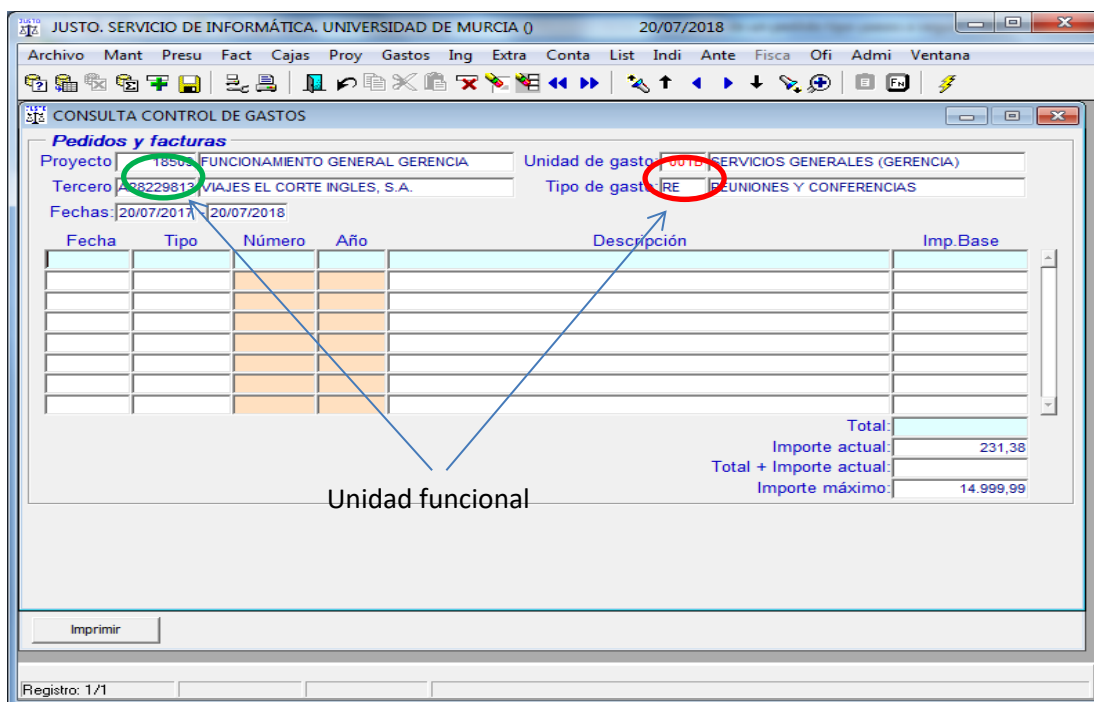 JUSTO. SERVICIO DE INFORMÁTICA. UNIVERSIDAD DE MURCIA () 20/07/2018
Archivo Mant Presu Fact Cajas Proy Gastos Ing Extra Conta List Indi Ante Fisca Ofi Admi Ventana
CONSULTA CONTROL DE GASTOS
Pedidos y facturas
Proyecto 18509 FUNCIONAMIENTO GENERAL GERENCIA Unidad de gasto: 001B SERVICIOS GENERALES (GERENCIA)
Tercero A28229813 VIAJES EL CORTE INGLES, S.A. Tipo de gasto: RE REUNIONES Y CONFERENCIAS
Fechas: 20/07/2017 - 20/07/2018
Fecha Tipo Número Año Descripción Imp.Base
Total:
Importe actual: 231,38
Total + Importe actual:
Importe máximo: 14.999,99
Unidad funcional
Imprimir
Registro: 1/1